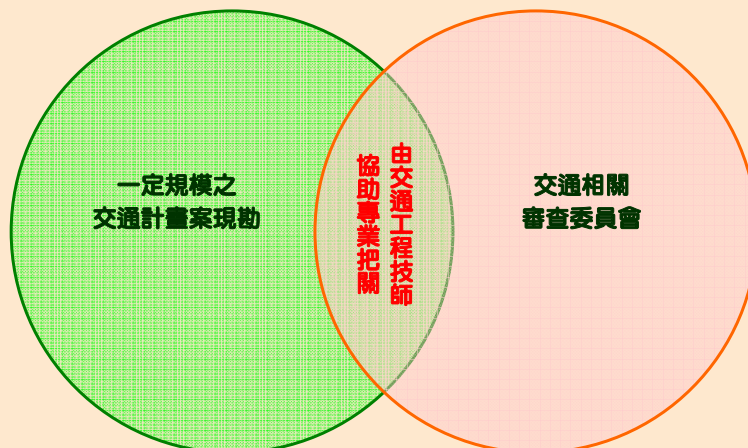 一定規模之
交通計畫案現勘
由交通工程技師
協助專業把關
交通相關
審查委員會